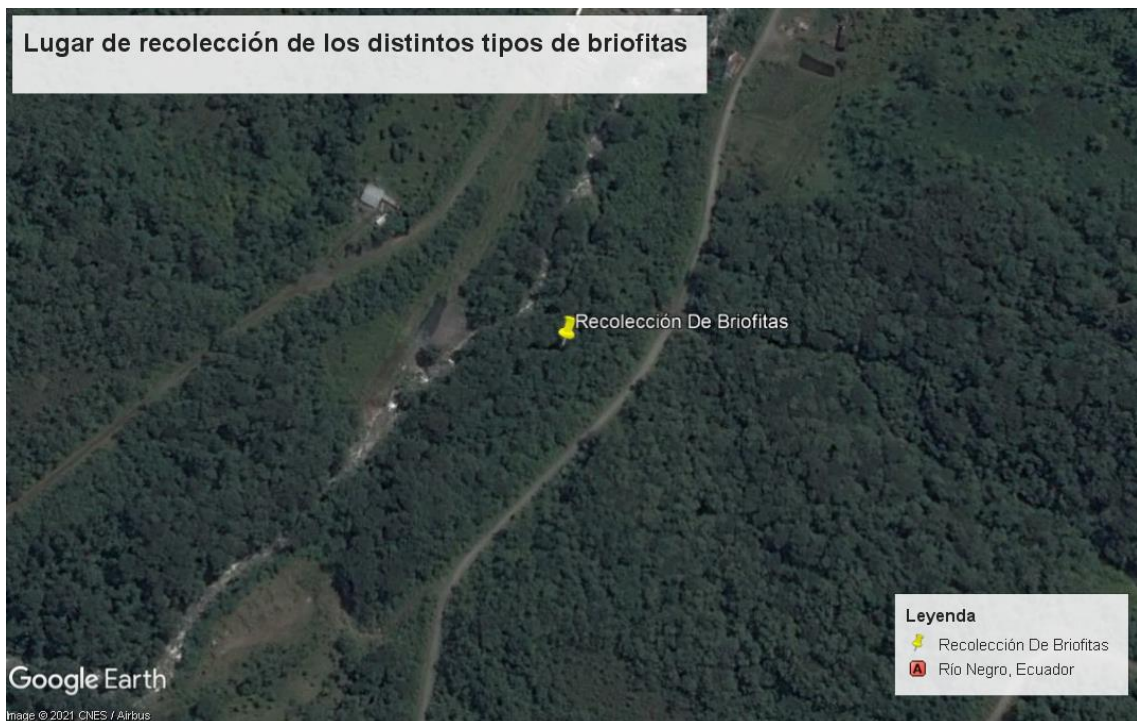 Lugar de recolección de los distintos tipos de briofitas
Recolección De Briofitas
Leyenda
Recolección De Briofitas
A Río Negro, Ecuador
Google Earth
Image © 2021 CNES / Airbus